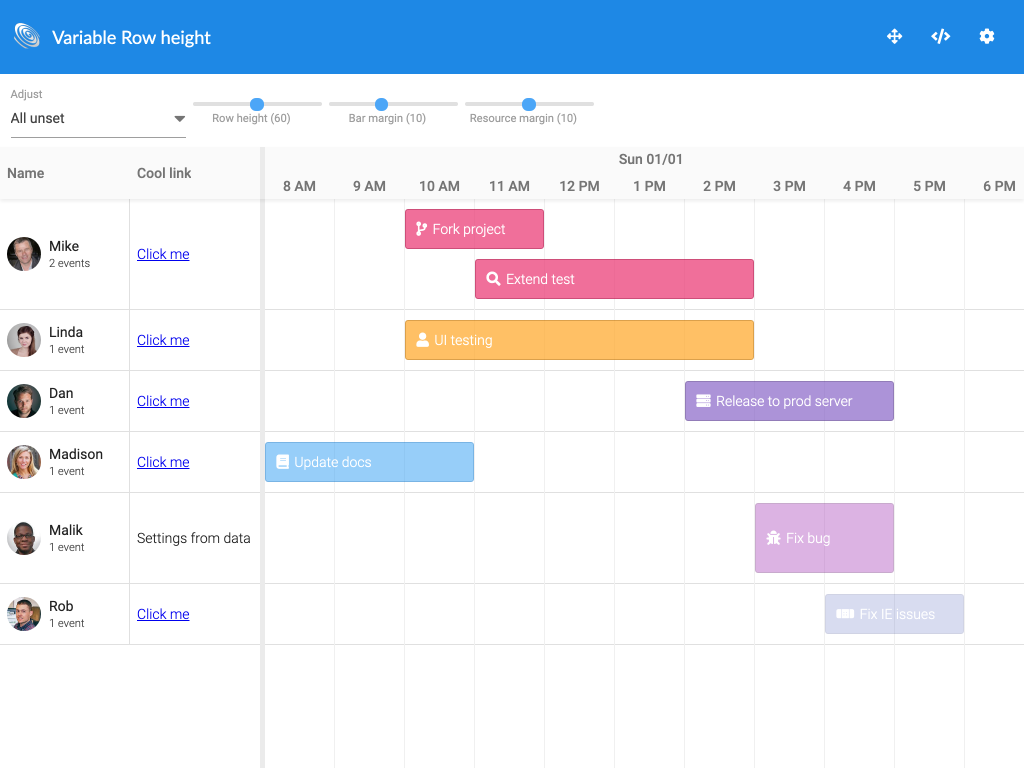 Variable Row height
Adjust
All unset
Row height (60)
Bar margin (10)
Resource margin (10)
Name
Cool link
Sun 01/01
8 AM
9 AM
10 AM
11 AM
12 PM
1 PM
2 PM
3 PM
4 PM
5 PM
6 PM
Mike
2 events
Click me
Fork project
Extend test
Linda
1 event
Click me
UI testing
Dan
1 event
Click me
Release to prod server
Madison
1 event
Click me
Update docs
Malik
1 event
Settings from data
Fix bug
Rob
1 event
Click me
Fix IE issues